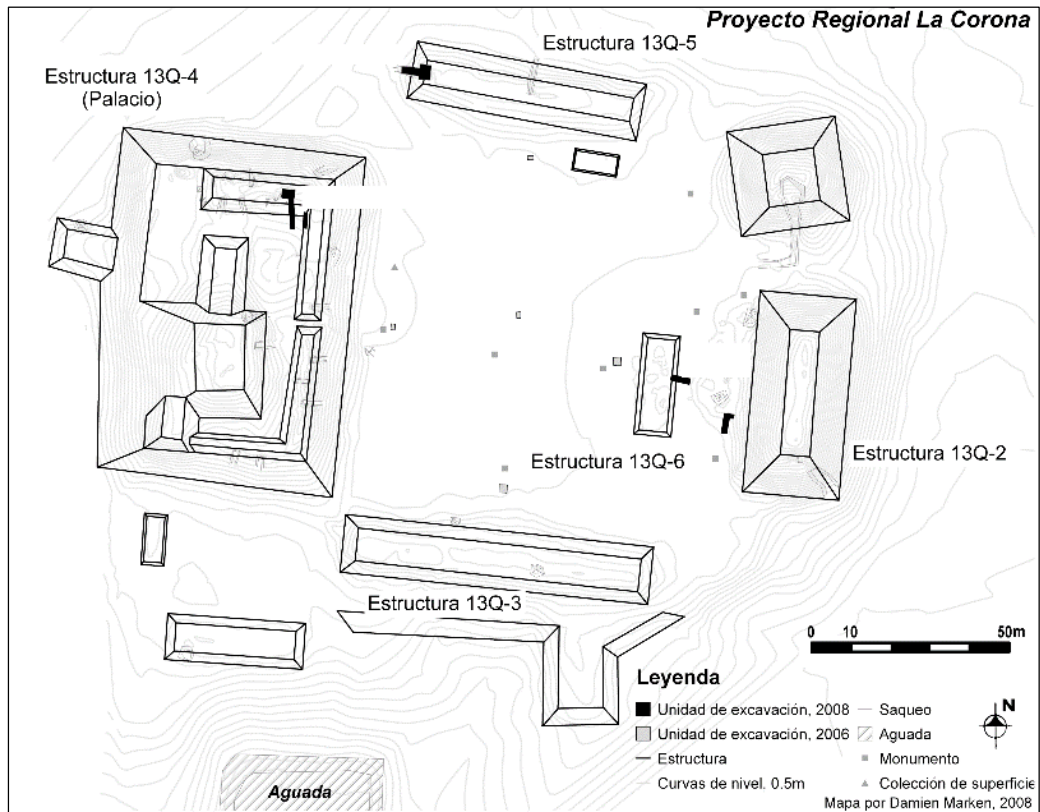 Proyecto Regional La Corona
Estructura 13Q-5
Estructura 13Q-4
(Palacio)
Estructura 13Q-6
Estructura 13Q-2
Estructura 13Q-3
0 10 50m
Leyenda
Unidad de excavación, 2008
Saqueo
Unidad de excavación, 2006
Aguada
Estructura
Monumento
Curvas de nivel. 0.5m
Colección de superficie
N
Aguada
Mapa por Damien Marken, 2008